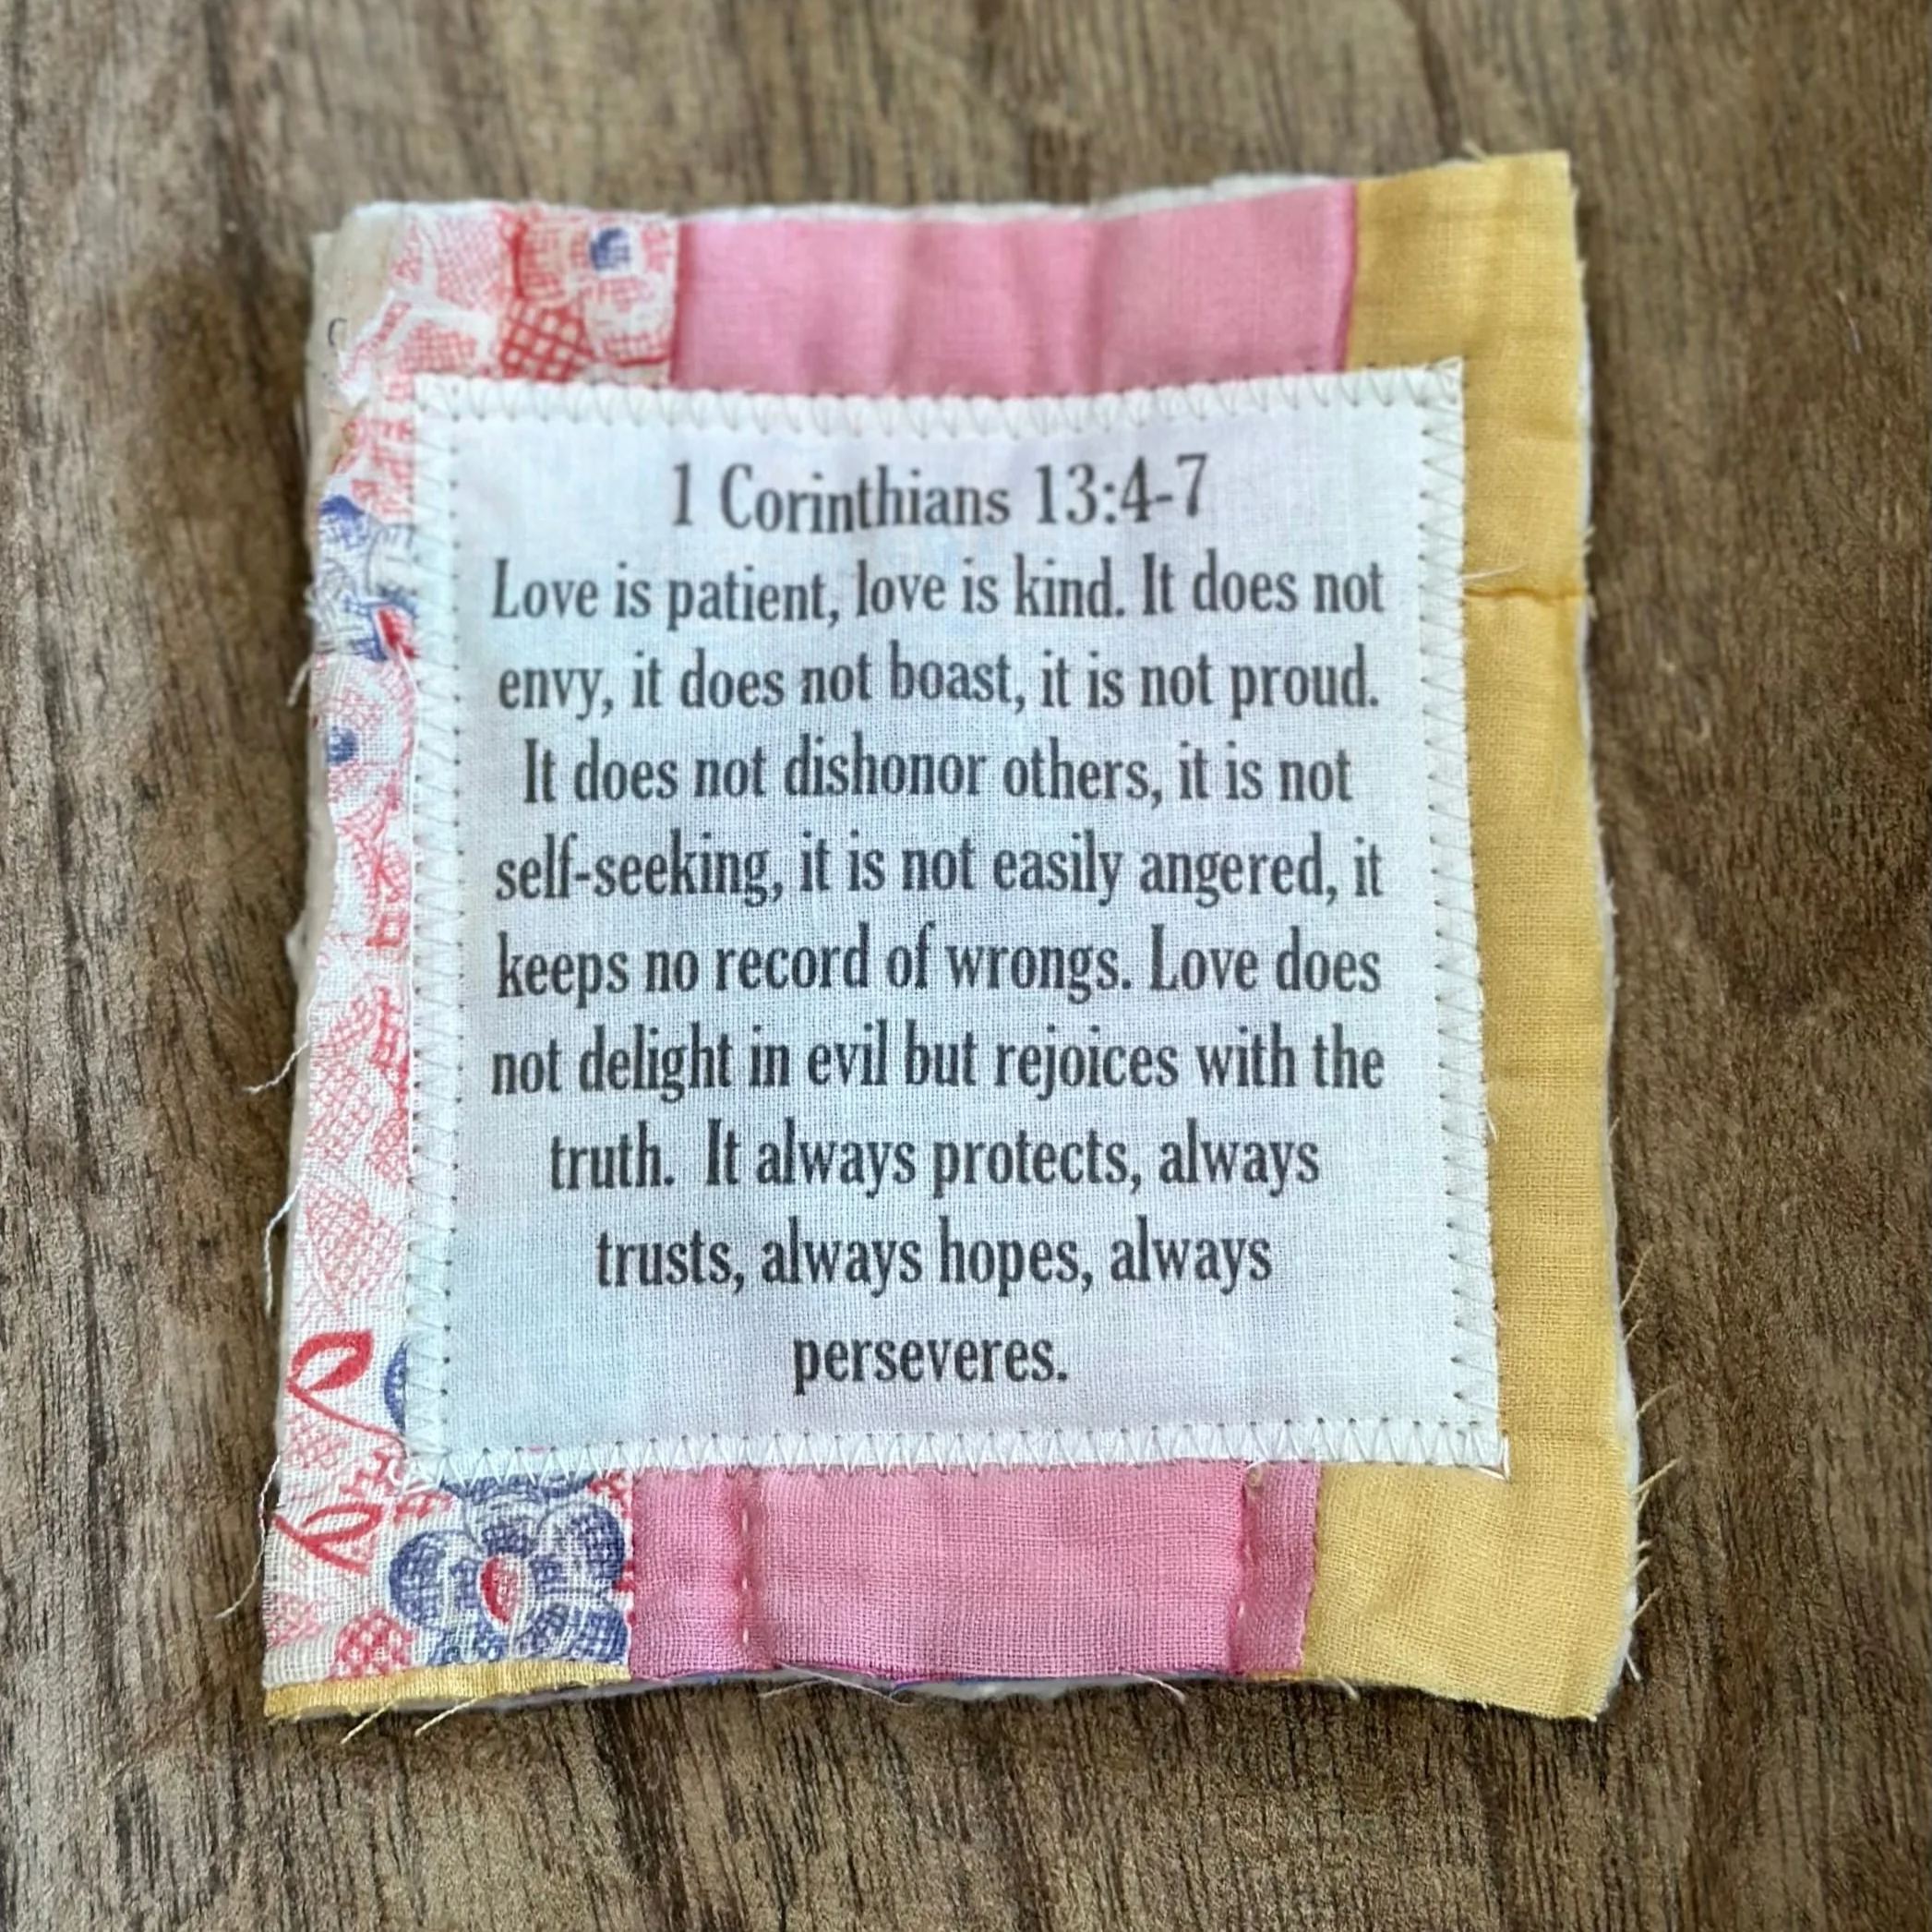 1 Corinthians 13:4-7
Love is patient, love is kind. It does not
envy, it does not boast, it is not proud.
It does not dishonor others, it is not
self-seeking, it is not easily angered, it
keeps no record of wrongs. Love does
not delight in evil but rejoices with the
truth.  It always protects, always
trusts, always hopes, always
perseveres.